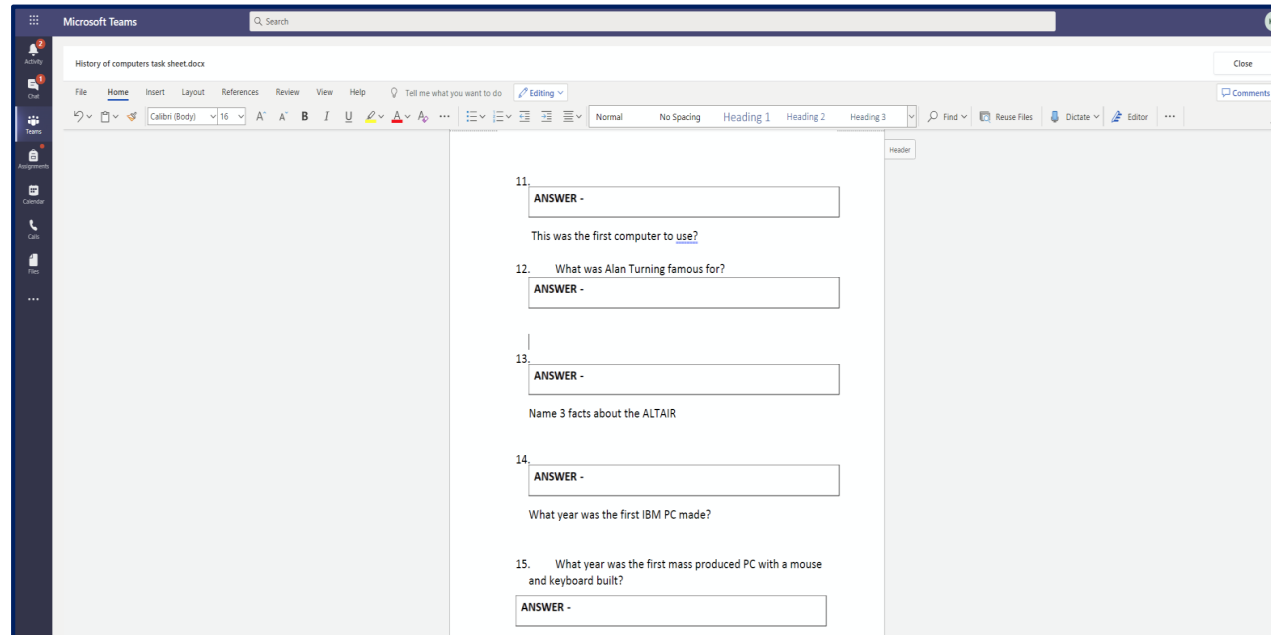 Microsoft Teams
Search
2
Activity
History of computers task sheet.docx
Close
1
Chat
File Home Insert Layout References Review View Help Tell me what you want to do Editing
Comments
Calibri (Body) 16 A A B I U A A Normal No Spacing Heading 1 Heading 2 Heading 3 Find Reuse Files Dictate Editor
Teams
Header
Assignments
Calendar
Calls
Files
11.
ANSWER -
This was the first computer to use?
12. What was Alan Turning famous for?
ANSWER -
13.
ANSWER -
Name 3 facts about the ALTAIR
14.
ANSWER -
What year was the first IBM PC made?
15. What year was the first mass produced PC with a mouse
and keyboard built?
ANSWER -